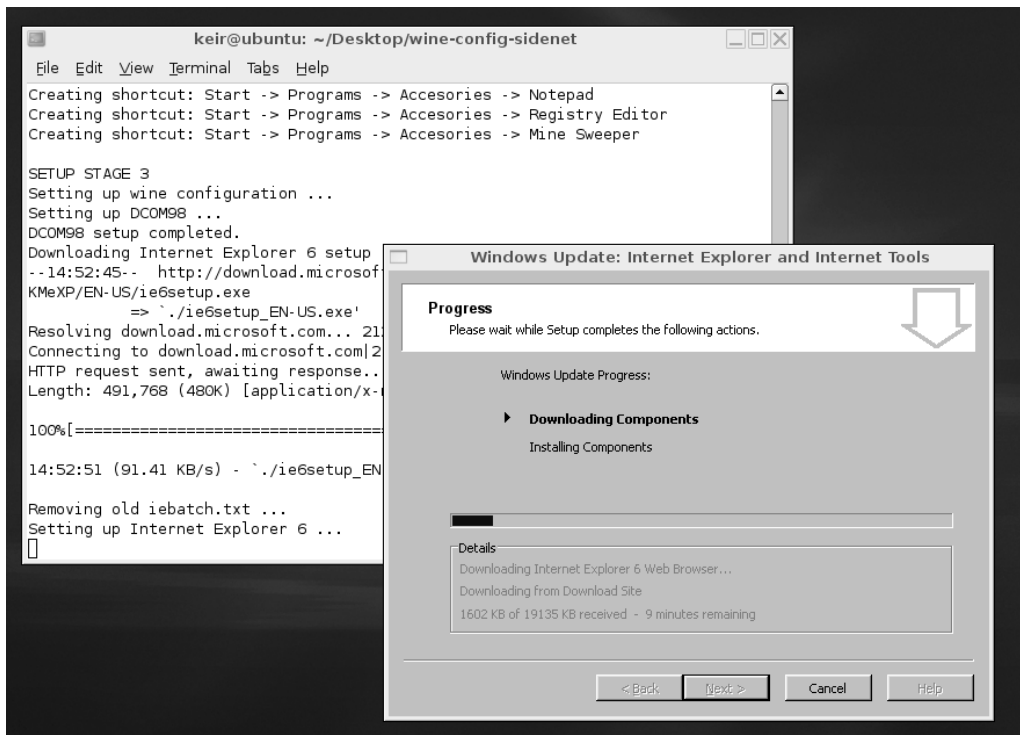 keir@ubuntu: ~/Desktop/wine-config-sidenet
File Edit View Terminal Tabs Help
Creating shortcut: Start -> Programs -> Accesories -> Notepad
Creating shortcut: Start -> Programs -> Accesories -> Registry Editor
Creating shortcut: Start -> Programs -> Accesories -> Mine Sweeper
SETUP STAGE 3
Setting up wine configuration ...
Setting up DCOM98 ...
DCOM98 setup completed.
Downloading Internet Explorer 6 setup
--14:52:45-- http://download.microsof
KMeXP/EN-US/ie6setup.exe
=> `./ie6setup_EN-US.exe'
Resolving download.microsoft.com... 21
Connecting to download.microsoft.com|2
HTTP request sent, awaiting response..
Length: 491,768 (480K) [application/x-
100%[==================================
14:52:51 (91.41 KB/s) - `./ie6setup_EN
Removing old iebatch.txt ...
Setting up Internet Explorer 6 ...
Windows Update: Internet Explorer and Internet Tools
Progress
Please wait while Setup completes the following actions.
Windows Update Progress:
Downloading Components
Installing Components
Details
Downloading Internet Explorer 6 Web Browser...
Downloading from Download Site
1602 KB of 19135 KB received - 9 minutes remaining
< Back Next > Cancel Help